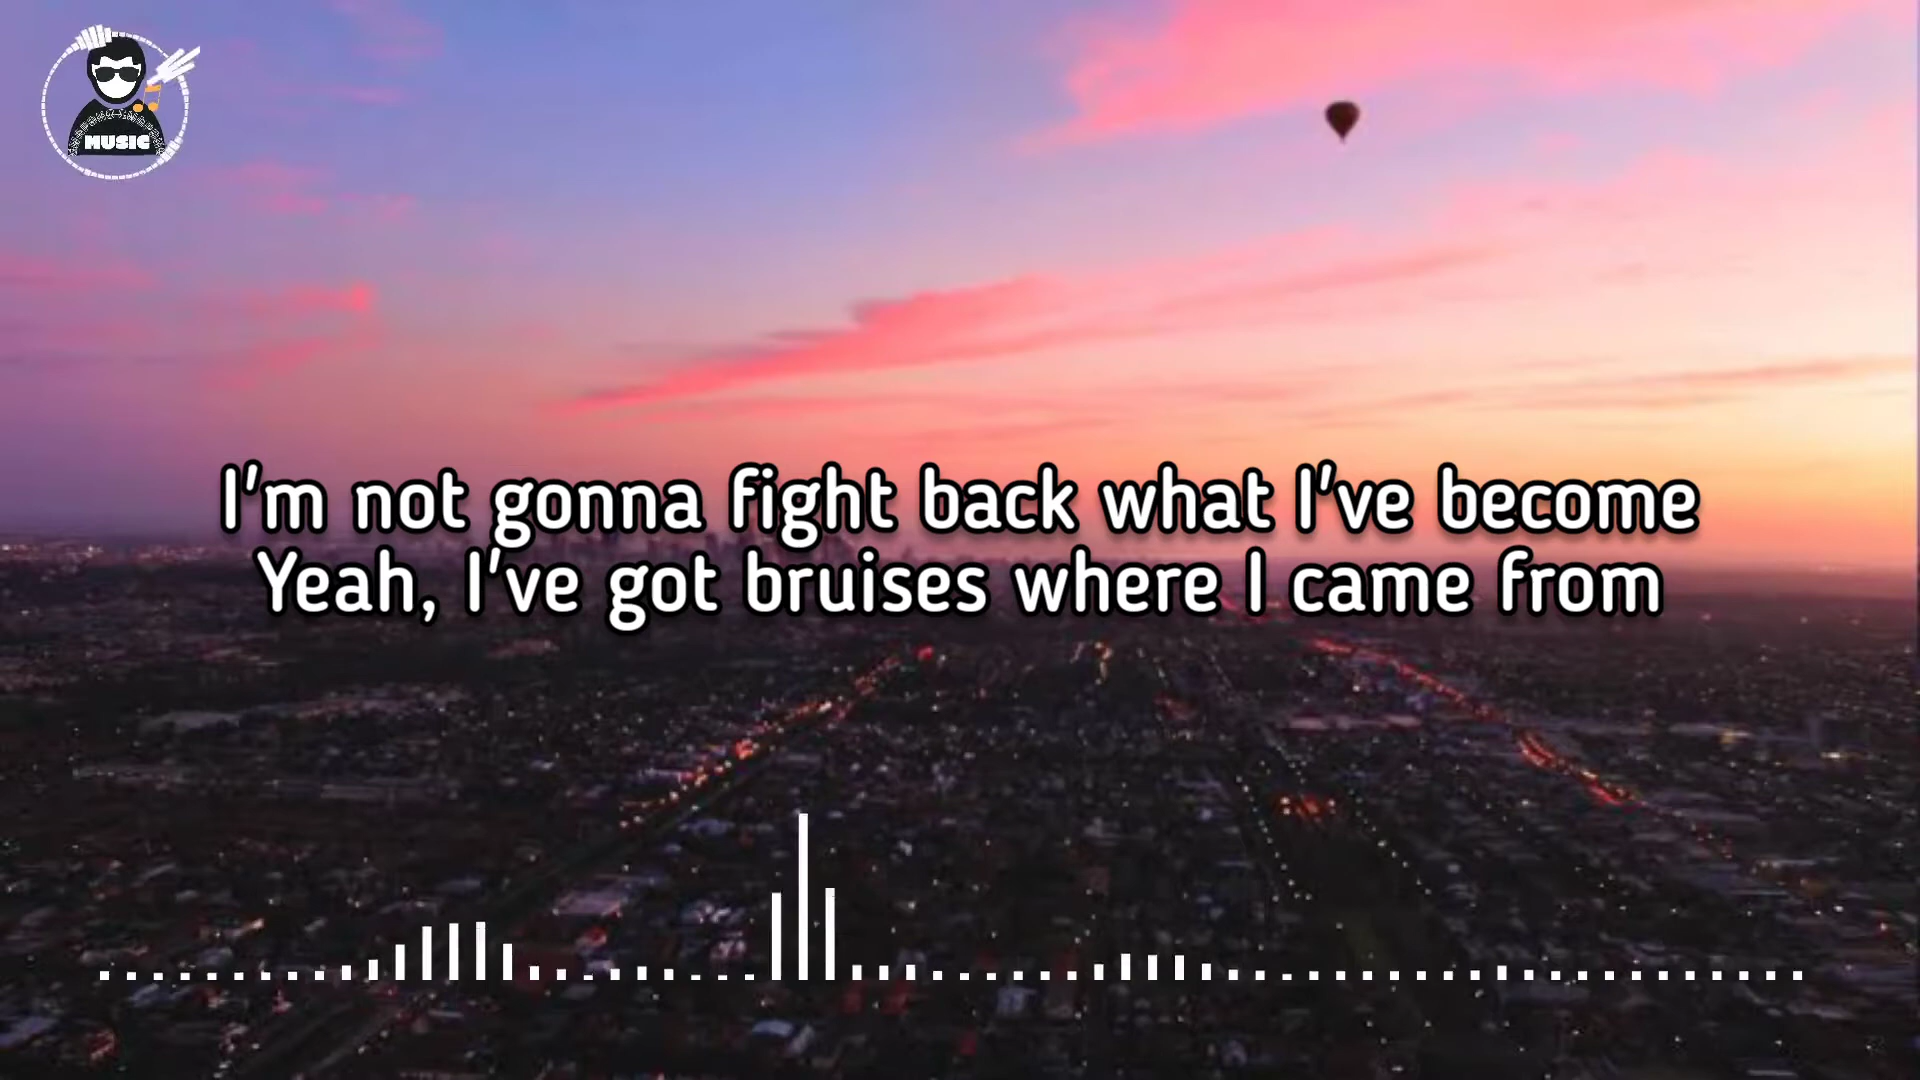 MUSIC
I'm not gonna fight back what I've become
Yeah, I've got bruises where I came from